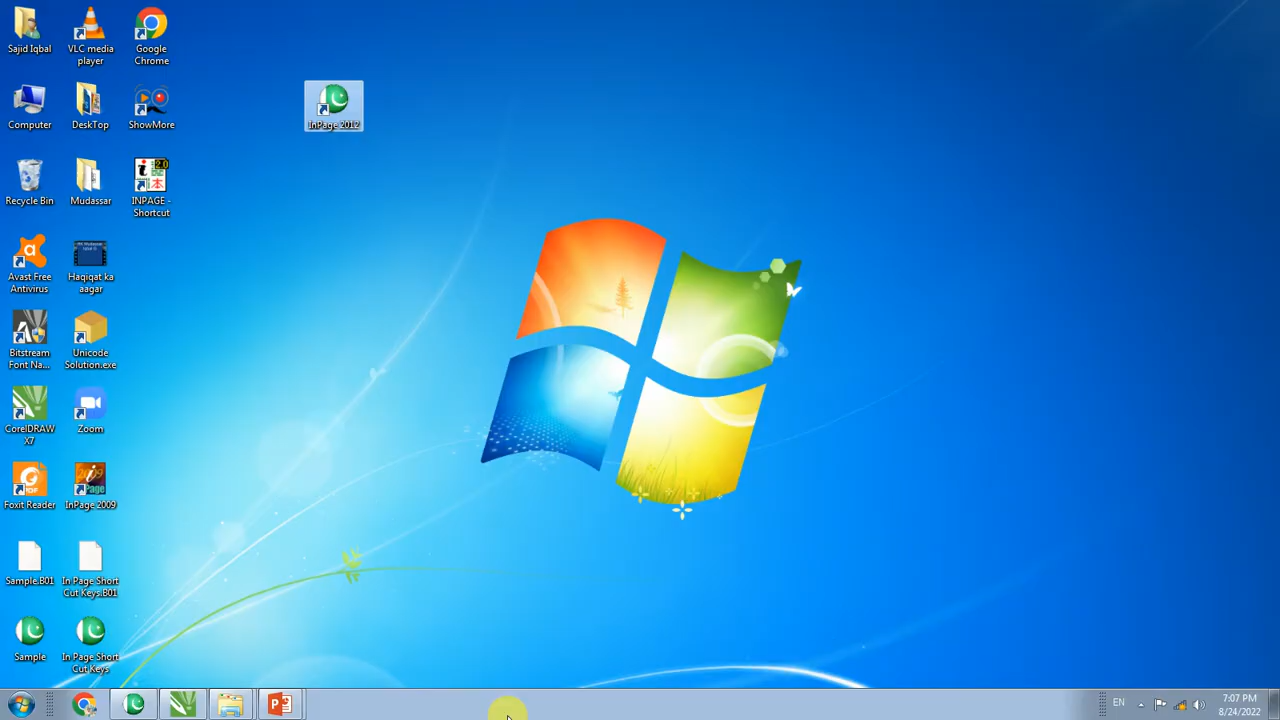 Sajid Iqbal
VLC media
player
Google
Chrome
InPage 2012
Computer
DeskTop
ShowMore
Recycle Bin
Mudassar
2.0
INPAGE -
Shortcut
Avast Free
Antivirus
Haqiqat ka
aagar
Bitstream
Font Na...
Unicode
Solution.exe
CorelDRAW
X7
Zoom
Foxit Reader
InPage 2009
Sample.B01
In Page Short
Cut Keys.B01
Sample
In Page Short
Cut Keys
EN
7:07 PM
8/24/2022